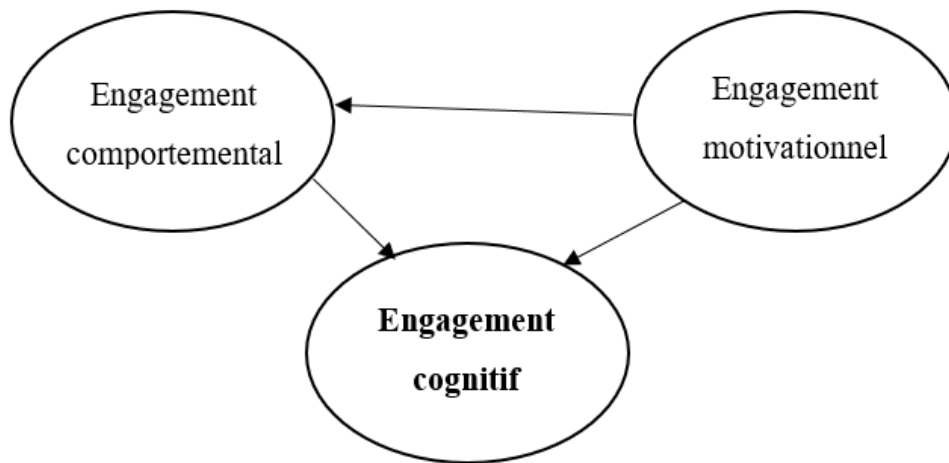 Engagement
comportemental
Engagement
motivationnel
Engagement
cognitif